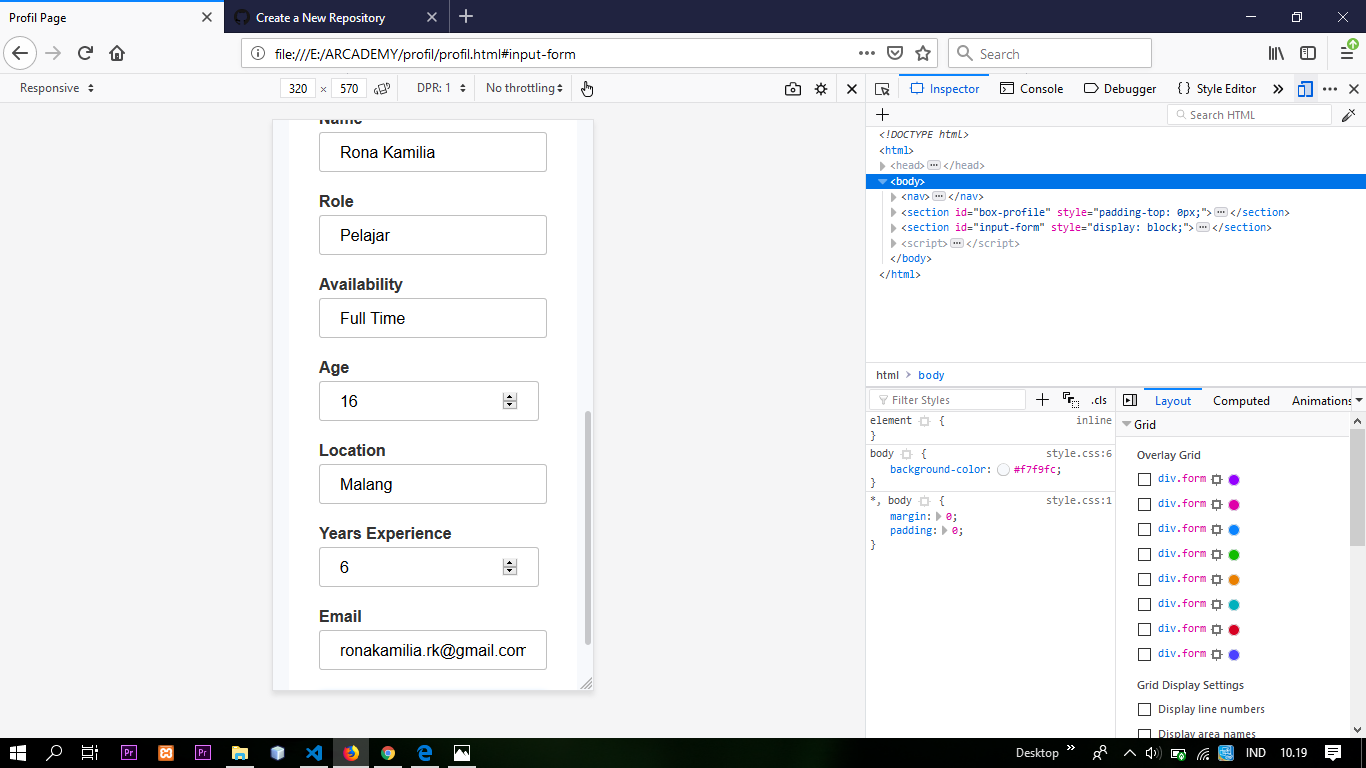 Profil Page
Create a New Repository
file:///E:/ARCADEMY/profil/profil.html#input-form
Search
Responsive
320 × 570
DPR: 1
No throttling
Inspector
Console
Debugger
{ } Style Editor
Search HTML
<!DOCTYPE html>
<html>
<head> ··· </head>
<body>
<nav> ··· </nav>
<section id="box-profile" style="padding-top: 0px;"> ··· </section>
<section id="input-form" style="display: block;"> ··· </section>
<script> ··· </script>
</body>
</html>
html > body
Name
Rona Kamilia
Role
Pelajar
Availability
Full Time
Age
16
Location
Malang
Years Experience
6
Email
ronakamilia.rk@gmail.com
Filter Styles
.cls
element { inline
}
body { style.css:6
background-color: #f7f9fc;
}
*, body { style.css:1
margin: 0;
padding: 0;
}
Layout
Computed
Animations
Grid
Overlay Grid
div.form
div.form
div.form
div.form
div.form
div.form
div.form
div.form
Grid Display Settings
Display line numbers
Display area names
Pr
Pr
Desktop
IND
10.19